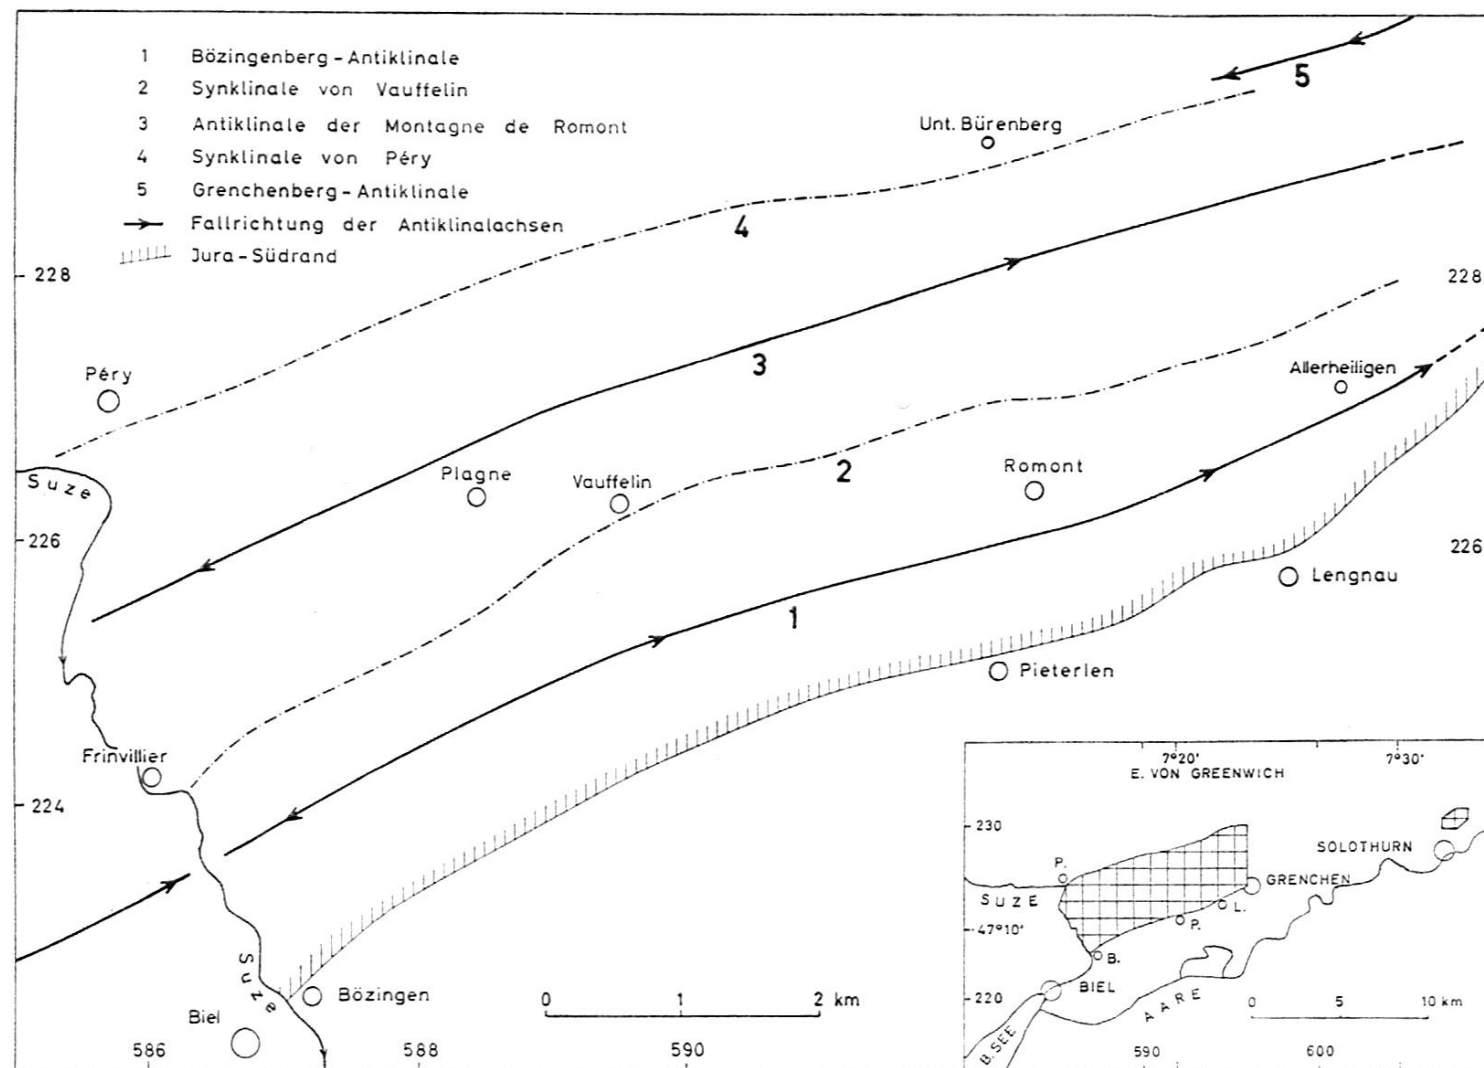 1 Bözingenberg-Antiklinale
2 Synklinale von Vauffelin
3 Antiklinale der Montagne de Romont
4 Synklinale von Péry
5 Grenchenberg-Antiklinale
Fallrichtung der Antiklinalachsen
Jura-Südrand
5
Unt. Bürenberg
4
228
228
3
Péry
Allerheiligen
Suze
Plagne
Vauffelin
2
Romont
226
226
Lengnau
1
Pieterlen
Frinvillier
224
Suze
Bözingen
Biel
0 1 2 km
586
588
590
7°20'
7°30'
E. VON GREENWICH
230
SOLOTHURN
P.
GRENCHEN
SUZE
L.
P.
47°10'
B.
BIEL
AARE
220
0 5 10 km
B. SEE
590
600